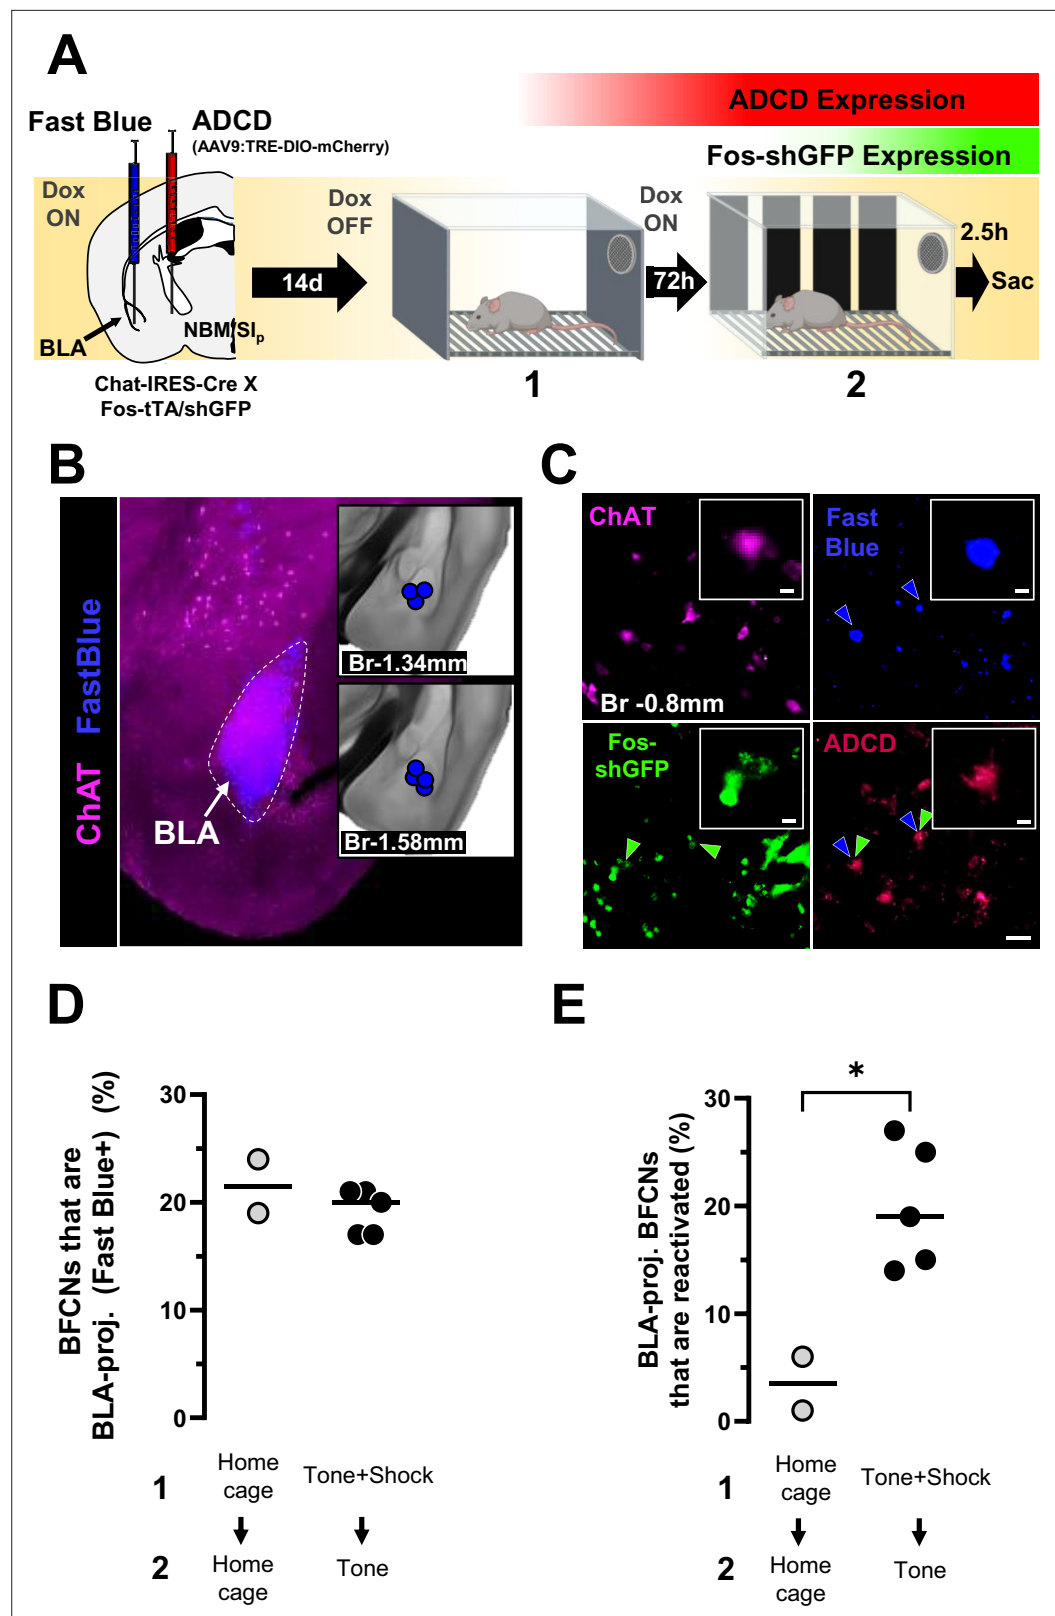 A
ADCD Expression
Fos-shGFP Expression
Fast Blue
ADCD
(AAV9:TRE-DIO-mCherry)
Dox
ON
Dox
OFF
Dox
ON
14d
72h
2.5h
Sac
BLA
NBM/SIp
Chat-IRES-Cre X
Fos-tTA/shGFP
1
2
B
ChAT FastBlue
BLA
Br-1.34mm
Br-1.58mm
C
ChAT
Br -0.8mm
Fast
Blue
Fos-
shGFP
ADCD
D
BFCNs that are
BLA-proj. (Fast Blue+) (%)
30
20
10
0
1
Home
cage
Tone+Shock
2
Home
cage
Tone
E
BLA-proj. BFCNs
that are reactivated (%)
30
20
10
0
*
1
Home
cage
Tone+Shock
2
Home
cage
Tone